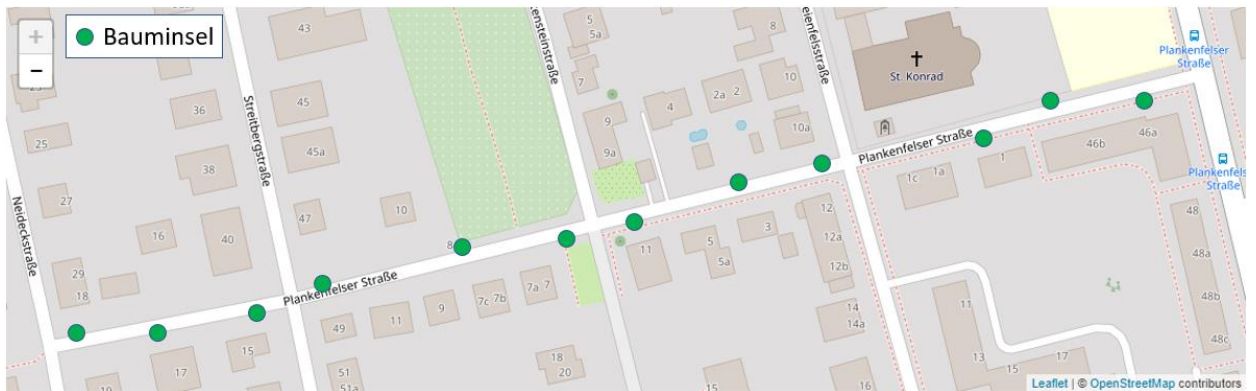 +
−
Bauminsel
43
5
5a
8
St. Konrad
Plankenfelser
Straße
7
10
36
45
4
2a
2
9
9a
10a
25
45a
46a
46b
Plankenfelser Straße
38
Streitbergstraße
1
1c
1a
Plankenfelser
Straße
27
Neideckstraße
47
10
16
40
8
12
48
11
5
3
12a
5a
29
18
12b
48a
Plankenfelser Straße
7a
7
7b
7c
9
11
49
11
14
14a
48b
15
17
51
51a
18
20
13
17
48c
15
Leaflet | © OpenStreetMap contributors